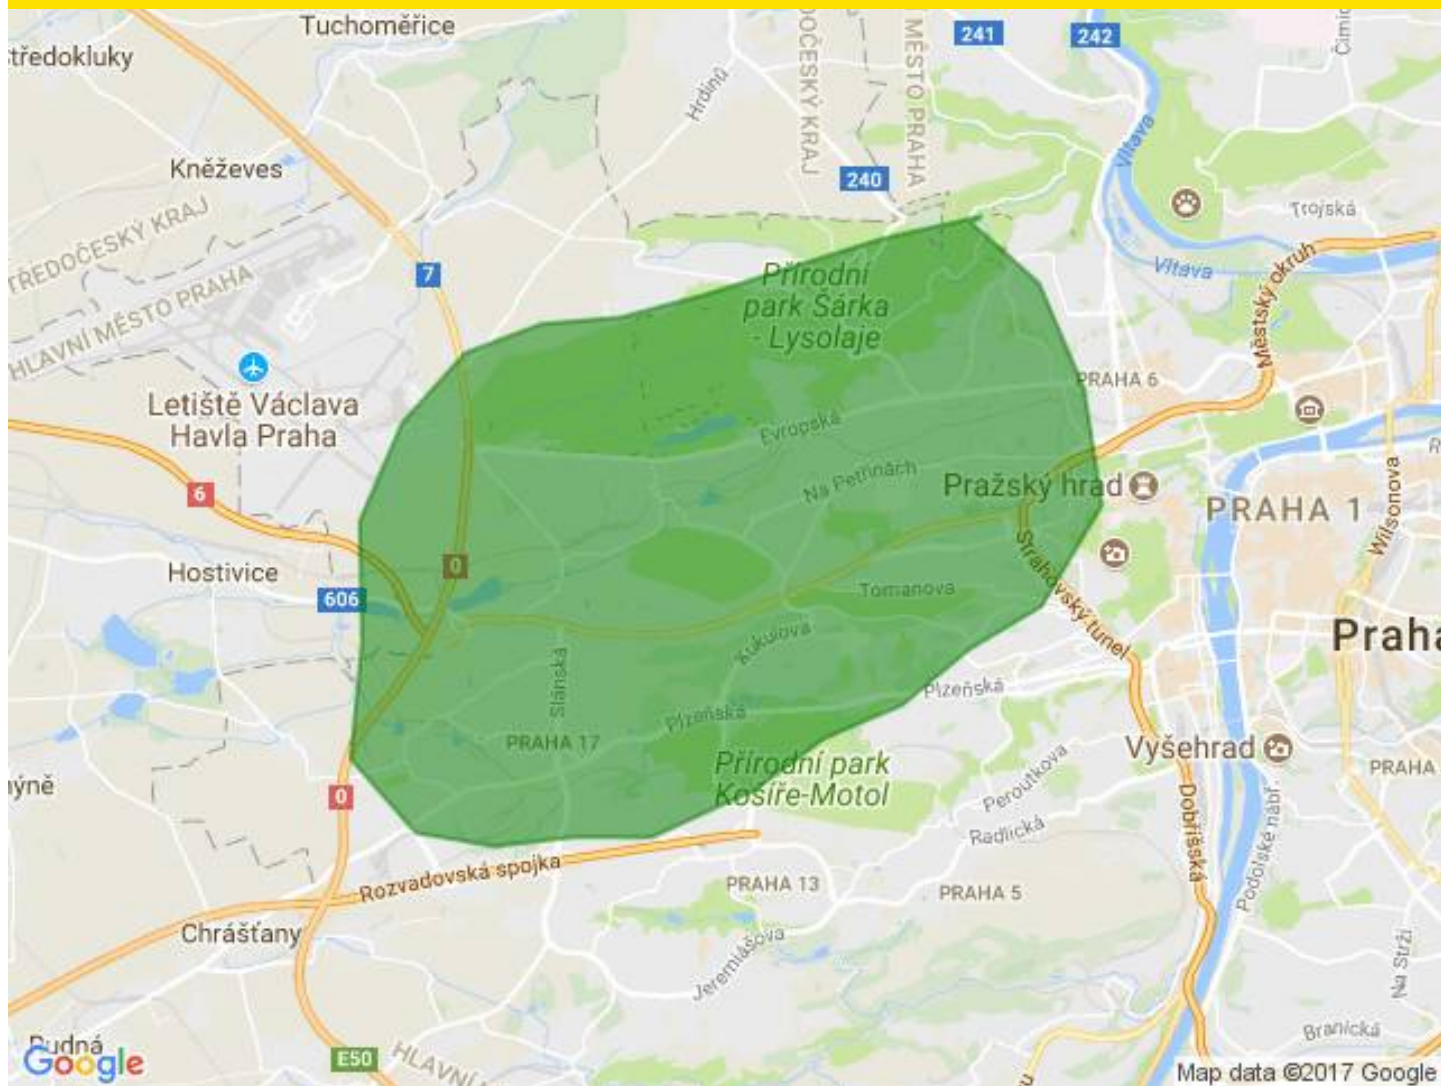 Tuchoměřice
tředokluky
241
242
OČESKÝ KRAJ
MĚSTO PRAHA
Hrdinů
Vltava
Kněževes
240
Trojská
TŘEDOČESKÝ KRAJ
HLAVNÍ MĚSTO PRAHA
7
Vltava
Městský okruh
Přírodní
park Šárka
- Lysolaje
PRAHA 6
Letiště Václava
Havla Praha
Evropská
Na Petřinách
Pražský hrad
6
PRAHA 1
Wilsonova
0
Hostivice
606
Strahovský tunel
Tomanova
Kukulova
Praha
Slánská
Plzeňská
Plzeňská
PRAHA 17
Vyšehrad
PRAHA
Přírodní park
Košíře-Motol
ýně
0
Peroutkova
Radlická
Dobříšská
Podolské nábř.
Rozvadovská spojka
PRAHA 13
PRAHA 5
Chrášťany
Jeremiášova
Na Strži
Rudná
E50
HLAVNÍ
Branická
Google
Map data ©2017 Google